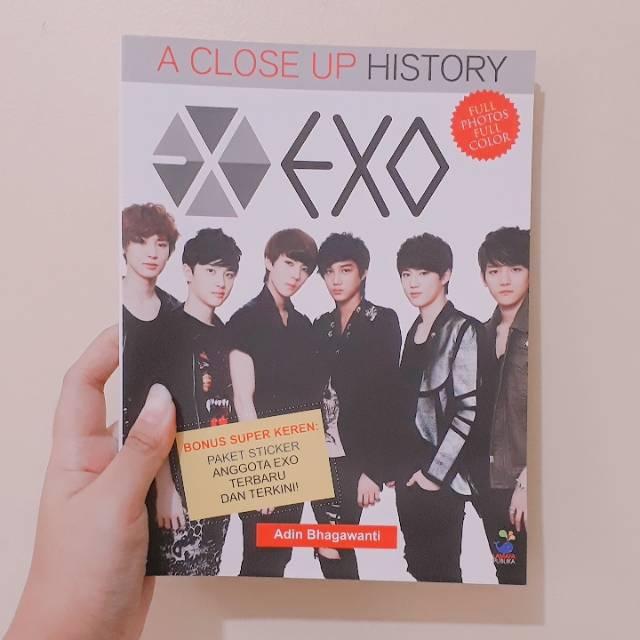 A CLOSE UP HISTORY
EXO
FULL
PHOTOS
FULL
COLOR
BONUS SUPER KEREN:
PAKET STICKER
ANGGOTA EXO
TERBARU
DAN TERKINI!
Adin Bhagawanti